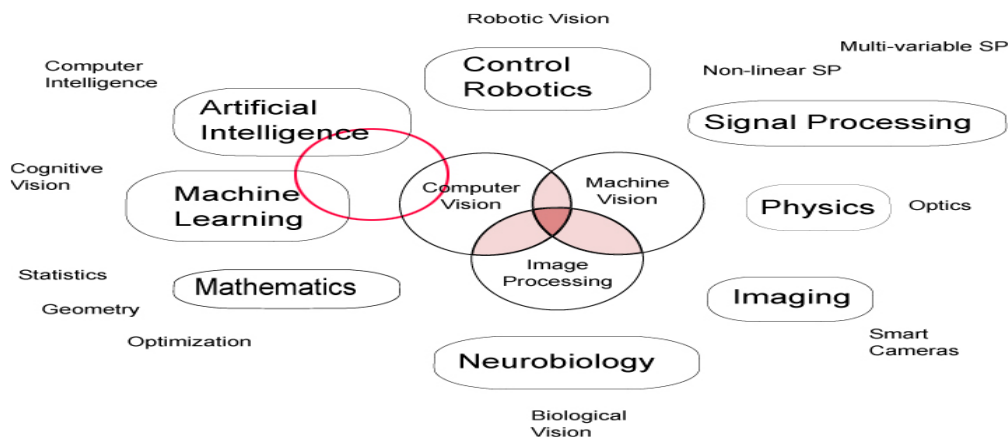 Robotic Vision
Multi-variable SP
Non-linear SP
Computer
Intelligence
Control
Robotics
Artificial
Intelligence
Signal Processing
Cognitive
Vision
Machine
Learning
Computer
Vision
Machine
Vision
Physics
Optics
Image
Processing
Statistics
Geometry
Optimization
Mathematics
Imaging
Smart
Cameras
Neurobiology
Biological
Vision